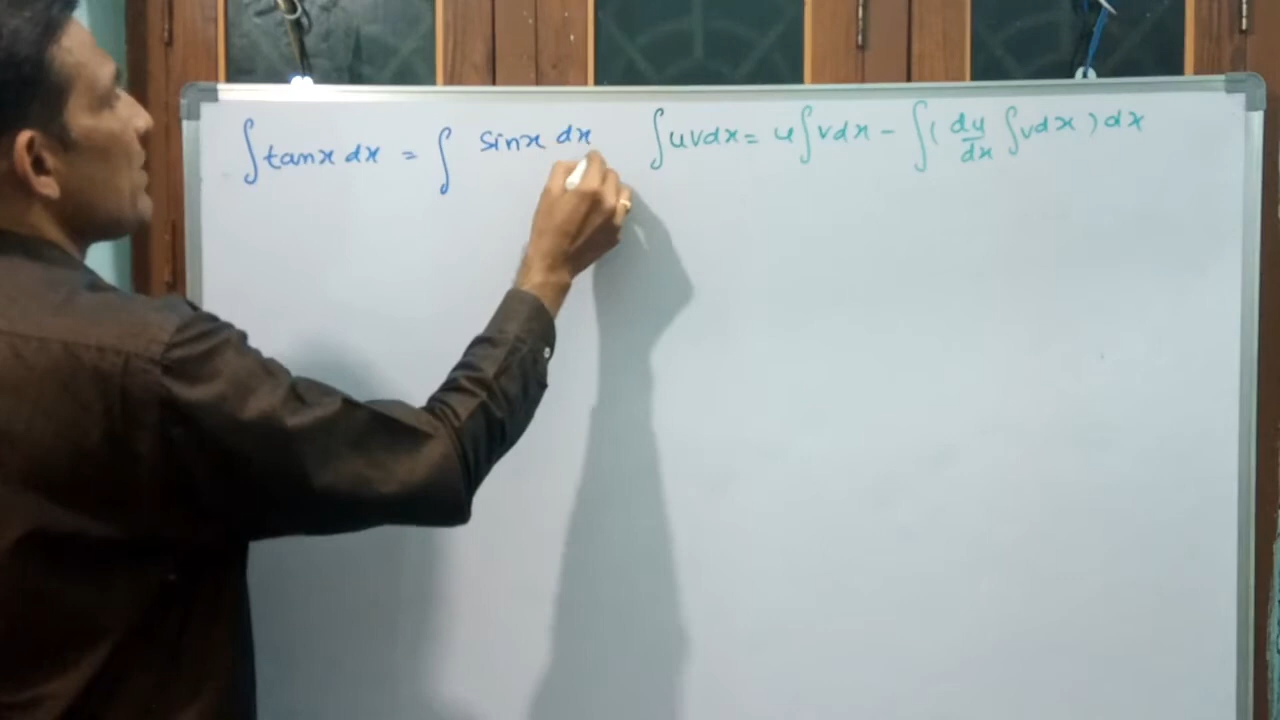 ∫tanx dx = ∫ sinx dx
∫uvdx = u∫vdx - ∫( du/dx ∫vdx ) dx